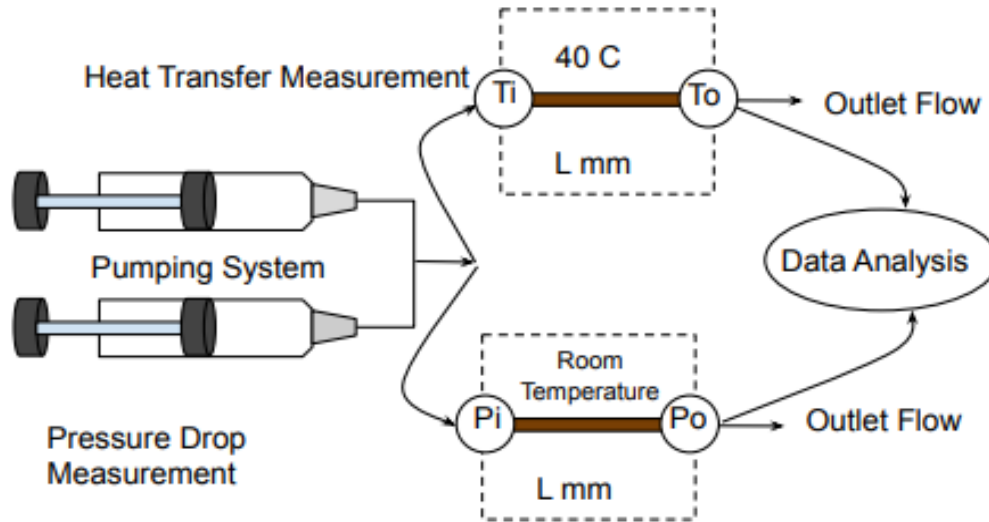 40 C
Heat Transfer Measurement
Ti
To
Outlet Flow
L mm
Pumping System
Data Analysis
Room
Temperature
Pi
Po
Outlet Flow
Pressure Drop
Measurement
L mm